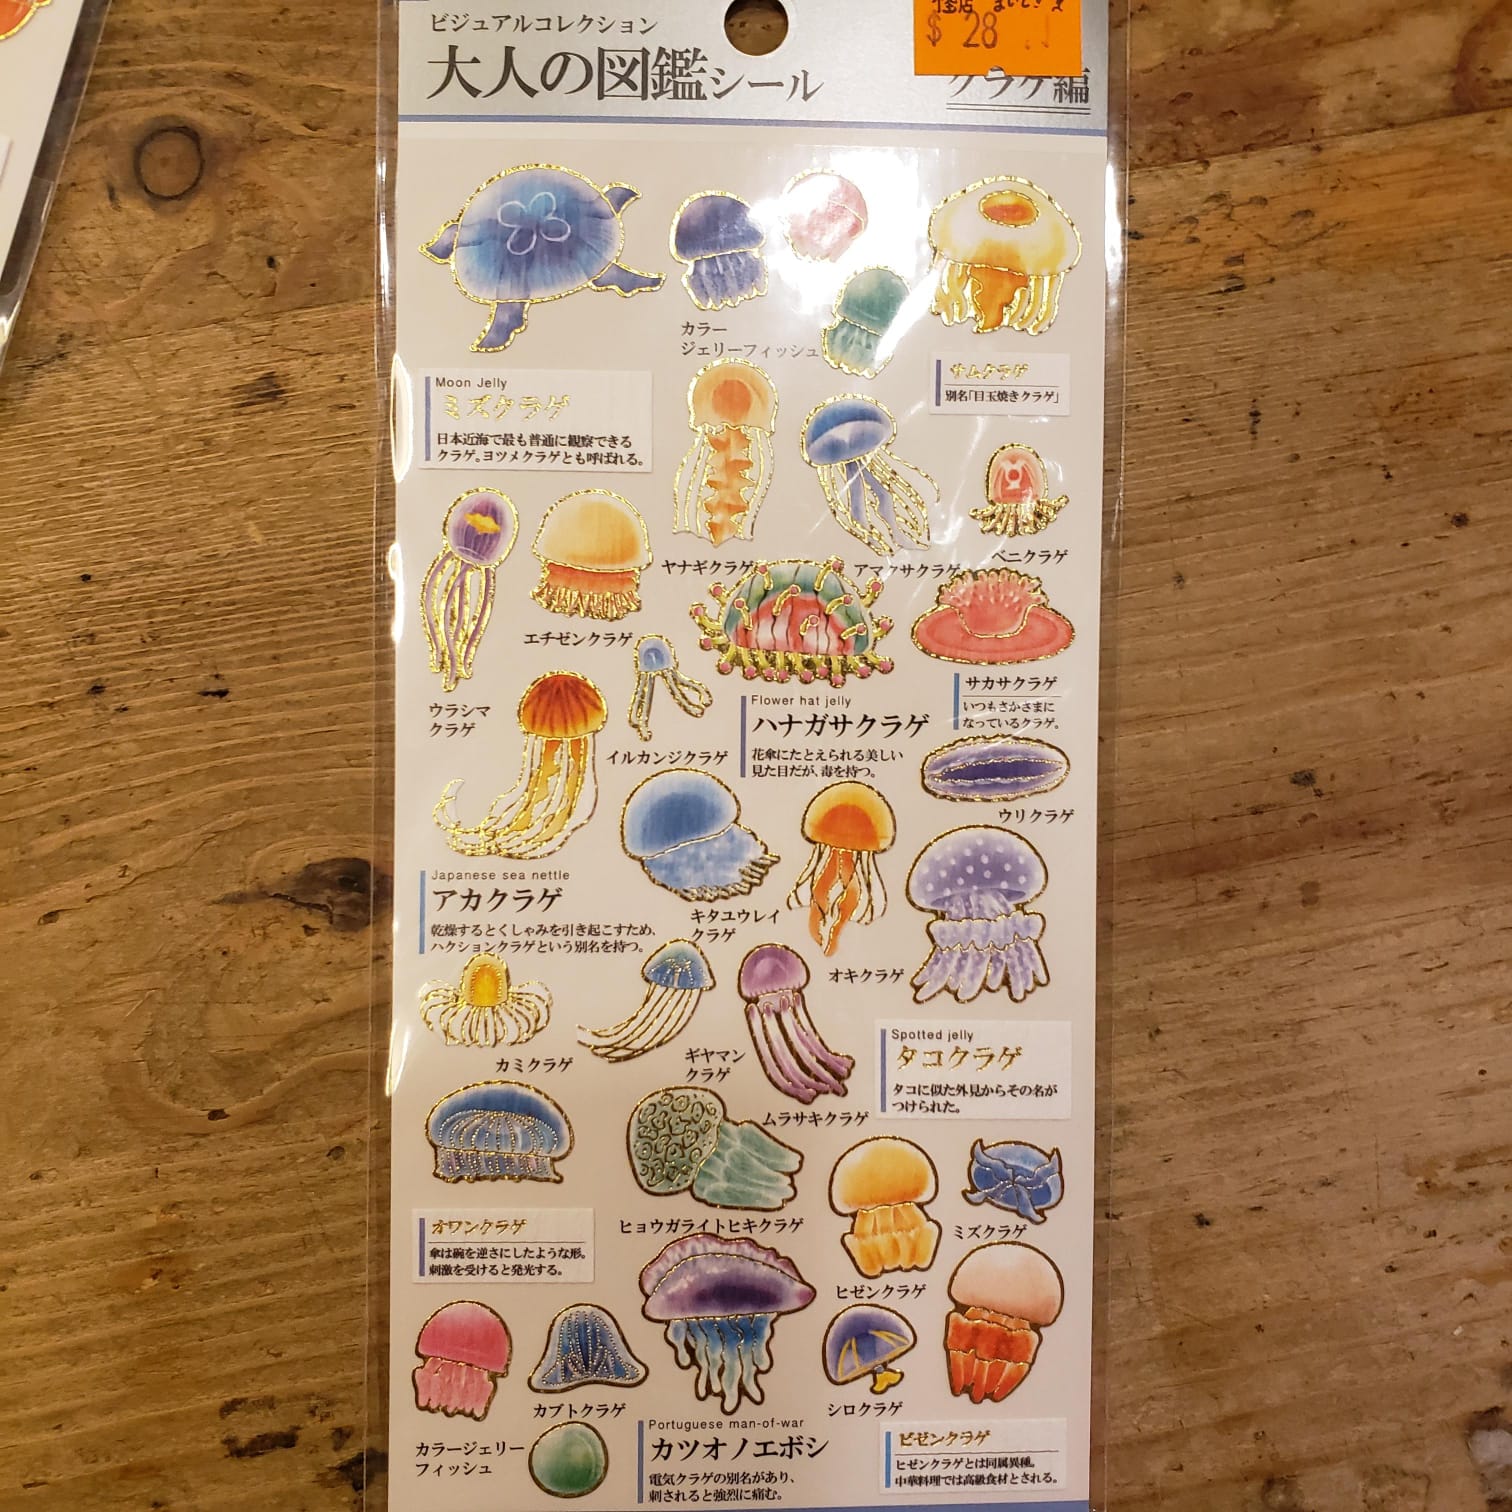 ビジュアルコレクション
大人の図鑑シール
クラゲ編
$ 28
カラー
ジェリーフィッシュ
Moon Jelly
ミズクラゲ
日本近海で最も普通に観察できる
クラゲ。ヨツメクラゲとも呼ばれる。
サムクラゲ
別名「目玉焼きクラゲ」
ヤナギクラゲ
アマクサクラゲ
ベニクラゲ
エチゼンクラゲ
ウラシマ
クラゲ
イルカンジクラゲ
Flower hat jelly
ハナガサクラゲ
花傘にたとえられる美しい
見た目だが、毒を持つ。
サカサクラゲ
いつもさかさまに
なっているクラゲ。
ウリクラゲ
Japanese sea nettle
アカクラゲ
乾燥するとくしゃみを引き起こすため、
ハクションクラゲという別名を持つ。
キタユウレイ
クラゲ
オキクラゲ
カミクラゲ
ギヤマン
クラゲ
ムラサキクラゲ
Spotted jelly
タコクラゲ
タコに似た外見からその名が
つけられた。
オワンクラゲ
傘は碗を逆さにしたような形。
刺激を受けると発光する。
ヒョウガライトヒキクラゲ
ヒゼンクラゲ
ミズクラゲ
カブトクラゲ
シロクラゲ
カラージェリー
フィッシュ
Portuguese man-of-war
カツオノエボシ
電気クラゲの別名があり、
刺されると強烈に痛む。
ビゼンクラゲ
ヒゼンクラゲとは同属異種。
中華料理では高級食材とされる。